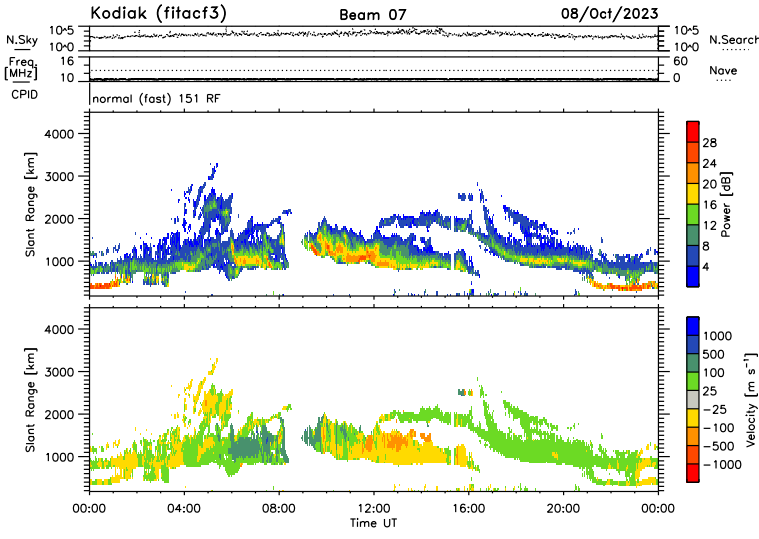 Kodiak (fitacf3) Beam 07 08/Oct/2023
N.Sky 10^5 10^0 10^5 10^0 N.Search
Freq. [MHz] 16 10 60 0 Nave
CPID normal (fast) 151 RF
Slant Range [km] 4000 3000 2000 1000
Power [dB] 28 24 20 16 12 8 4
Slant Range [km] 4000 3000 2000 1000
Velocity [m s⁻¹] 1000 500 100 25 -25 -100 -500 -1000
00:00 04:00 08:00 12:00 16:00 20:00 00:00
Time UT